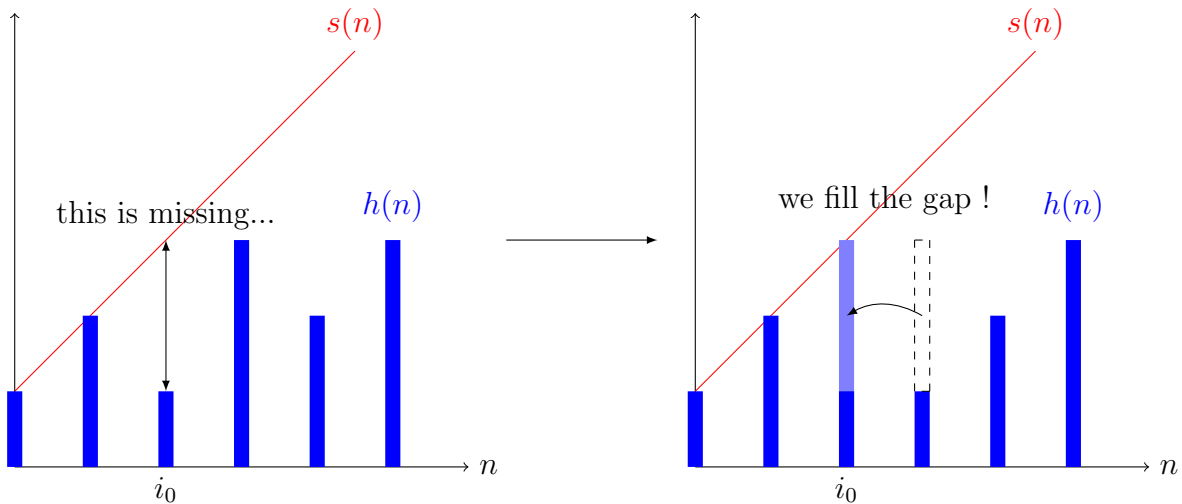 s(n)
this is missing...
h(n)
n
i₀
s(n)
we fill the gap !
h(n)
n
i₀